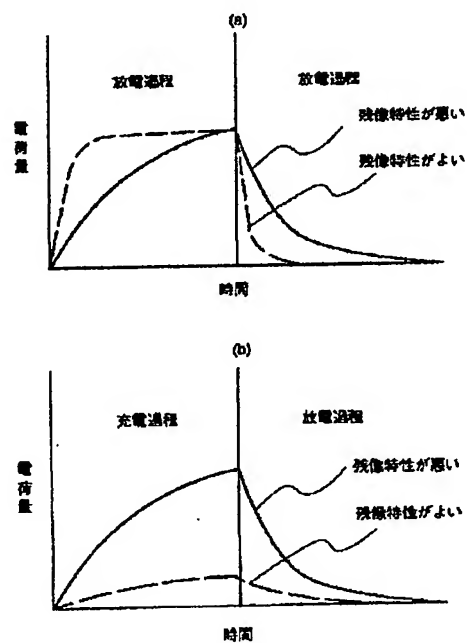 (a)
放電過程
放電過程
電荷量
残像特性が悪い
残像特性がよい
時間
(b)
充電過程
放電過程
電荷量
残像特性が悪い
残像特性がよい
時間